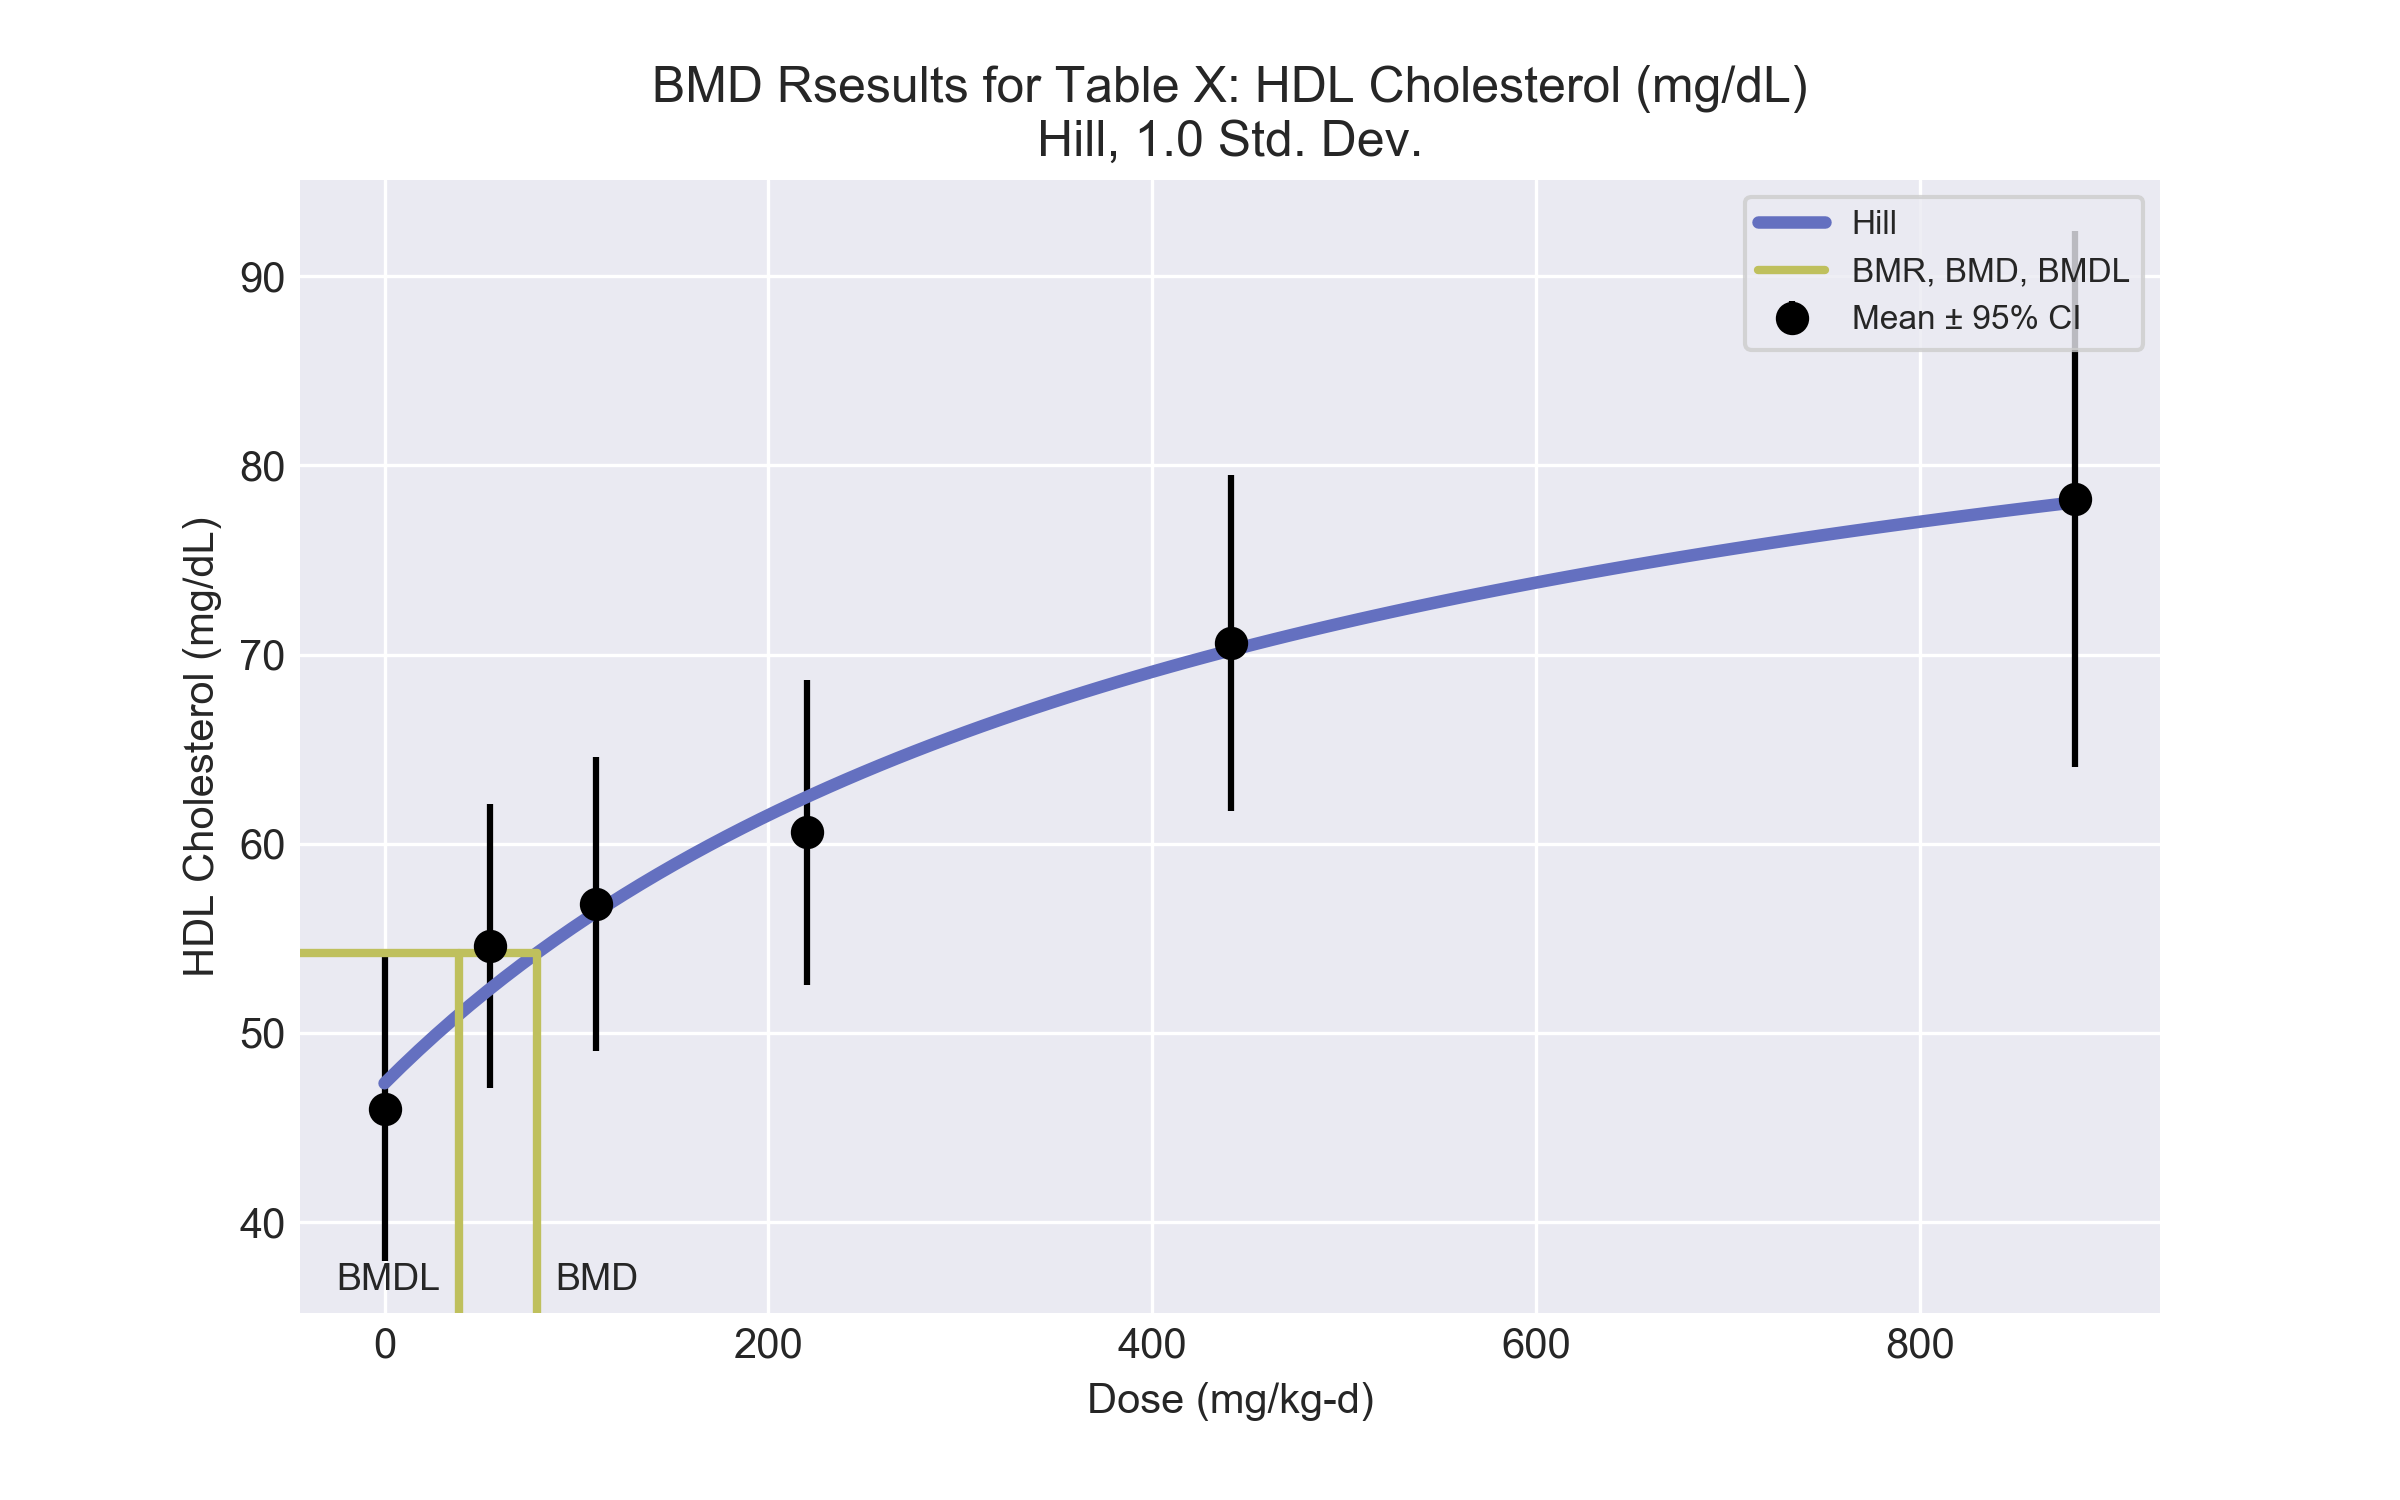 BMD Rsesults for Table X: HDL Cholesterol (mg/dL)
Hill, 1.0 Std. Dev.
Hill
BMR, BMD, BMDL
Mean ± 95% CI
HDL Cholesterol (mg/dL)
90
80
70
60
50
40
BMDL
BMD
0
200
400
600
800
Dose (mg/kg-d)